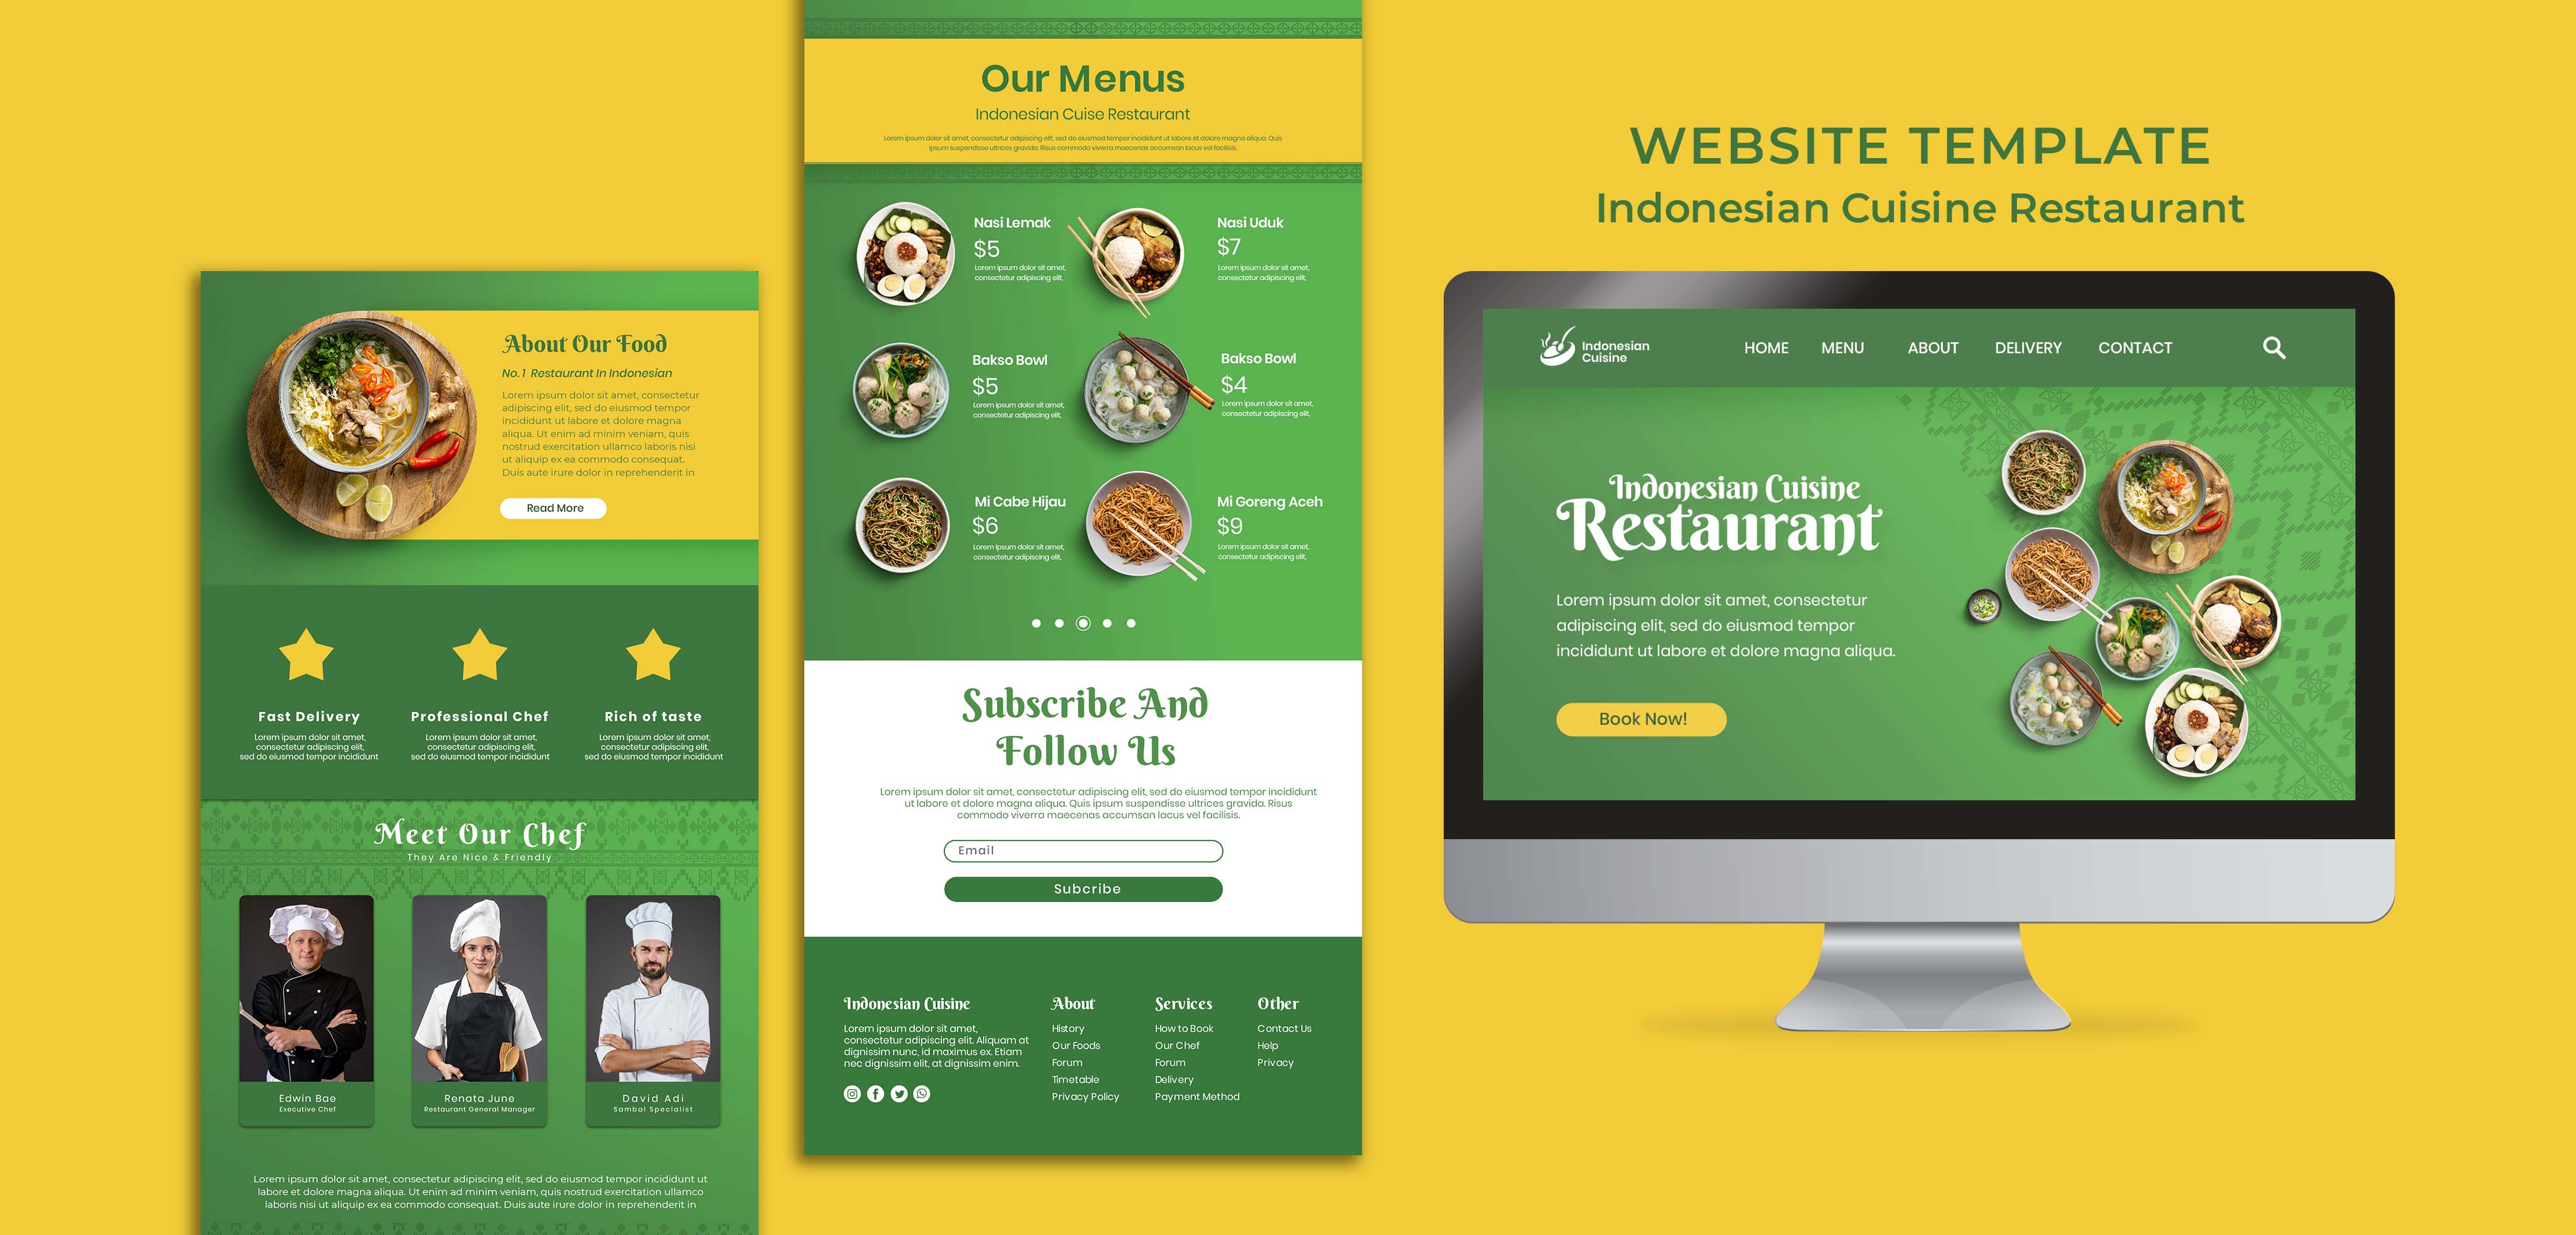 About Our Food
No. 1 Restaurant In Indonesian
Lorem ipsum dolor sit amet, consectetur
adipiscing elit, sed do eiusmod tempor
incididunt ut labore et dolore magna
aliqua. Ut enim ad minim veniam, quis
nostrud exercitation ullamco laboris nisi
ut aliquip ex ea commodo consequat.
Duis aute irure dolor in reprehenderit in
Read More
Fast Delivery
Lorem ipsum dolor sit amet,
consectetur adipiscing elit,
sed do eiusmod tempor incididunt
Professional Chef
Lorem ipsum dolor sit amet,
consectetur adipiscing elit,
sed do eiusmod tempor incididunt
Rich of taste
Lorem ipsum dolor sit amet,
consectetur adipiscing elit,
sed do eiusmod tempor incididunt
Meet Our Chef
They Are Nice & Friendly
Edwin Bae
Executive Chef
Renata June
Restaurant General Manager
David Adi
Sambal Specialist
Lorem ipsum dolor sit amet, consectetur adipiscing elit, sed do eiusmod tempor incididunt ut
labore et dolore magna aliqua. Ut enim ad minim veniam, quis nostrud exercitation ullamco
laboris nisi ut aliquip ex ea commodo consequat. Duis aute irure dolor in reprehenderit in
Our Menus
Indonesian Cuise Restaurant
Lorem ipsum dolor sit amet, consectetur adipiscing elit, sed do eiusmod tempor incididunt ut labore et dolore magna aliqua. Quis
ipsum suspendisse ultrices gravida. Risus commodo viverra maecenas accumsan lacus vel facilisis.
Nasi Lemak
$5
Lorem ipsum dolor sit amet,
consectetur adipiscing elit,
Nasi Uduk
$7
Lorem ipsum dolor sit amet,
consectetur adipiscing elit,
Bakso Bowl
$5
Lorem ipsum dolor sit amet,
consectetur adipiscing elit,
Bakso Bowl
$4
Lorem ipsum dolor sit amet,
consectetur adipiscing elit,
Mi Cabe Hijau
$6
Lorem ipsum dolor sit amet,
consectetur adipiscing elit,
Mi Goreng Aceh
$9
Lorem ipsum dolor sit amet,
consectetur adipiscing elit,
Subscribe And
Follow Us
Lorem ipsum dolor sit amet, consectetur adipiscing elit, sed do eiusmod tempor incididunt
ut labore et dolore magna aliqua. Quis ipsum suspendisse ultrices gravida. Risus
commodo viverra maecenas accumsan lacus vel facilisis.
Email
Subcribe
Indonesian Cuisine
Lorem ipsum dolor sit amet,
consectetur adipiscing elit. Aliquam at
dignissim nunc, id maximus ex. Etiam
nec dignissim elit, at dignissim enim.
About
History
Our Foods
Forum
Timetable
Privacy Policy
Services
How to Book
Our Chef
Forum
Delivery
Payment Method
Other
Contact Us
Help
Privacy
WEBSITE TEMPLATE
Indonesian Cuisine Restaurant
Indonesian
Cuisine
HOME MENU ABOUT DELIVERY CONTACT
Indonesian Cuisine
Restaurant
Lorem ipsum dolor sit amet, consectetur
adipiscing elit, sed do eiusmod tempor
incididunt ut labore et dolore magna aliqua.
Book Now!